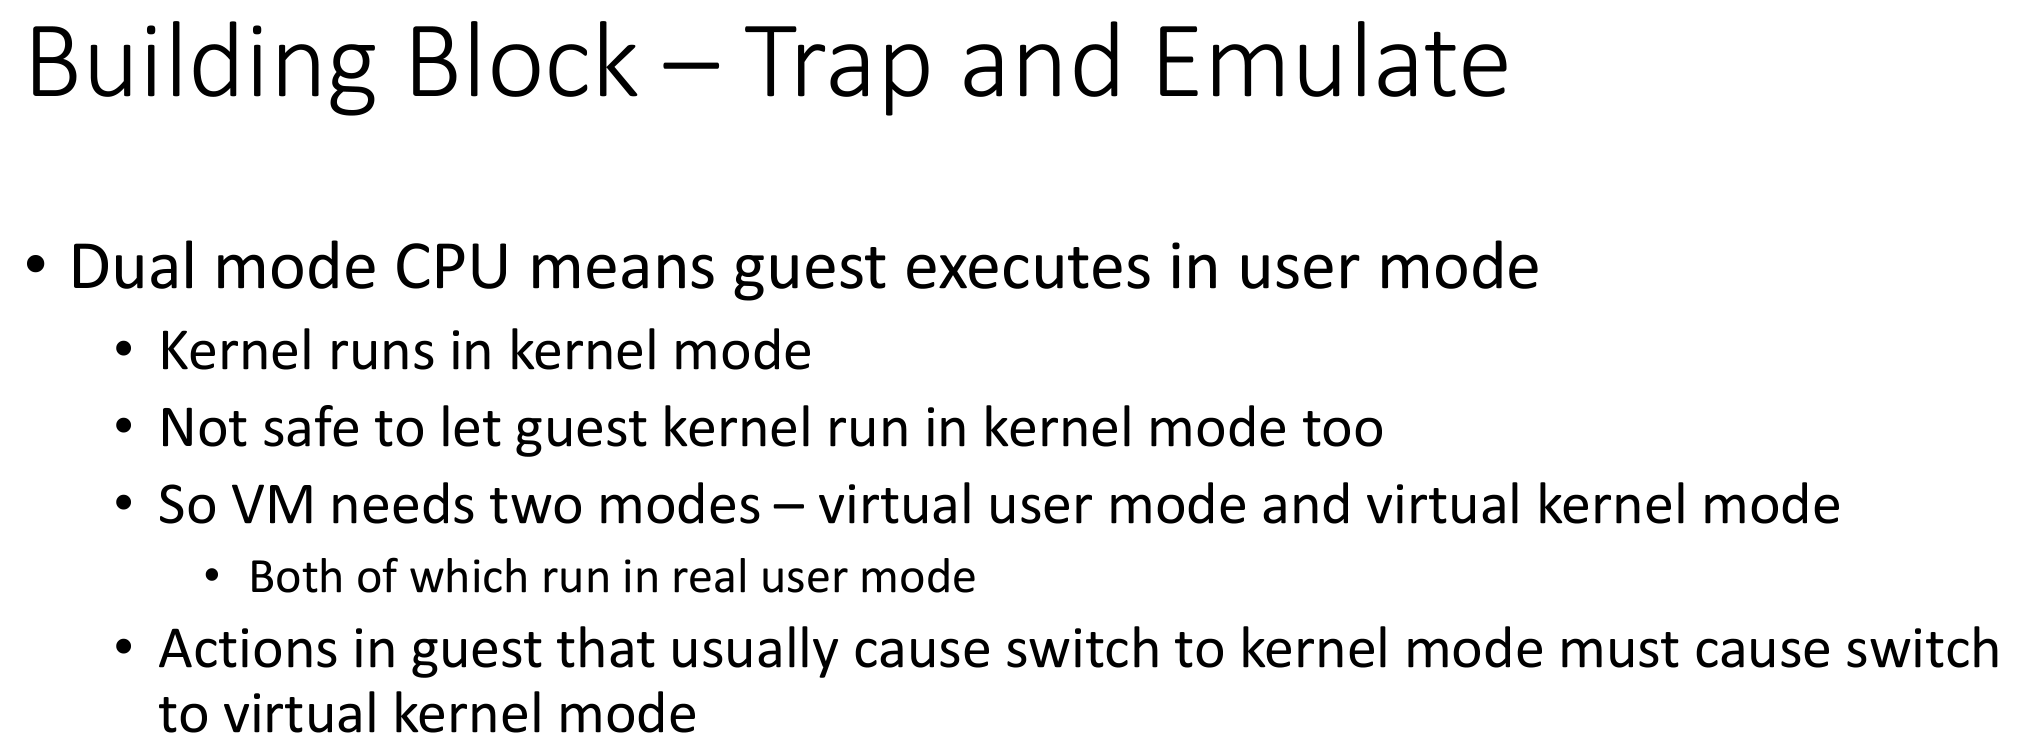 Building Block – Trap and Emulate
• Dual mode CPU means guest executes in user mode
• Kernel runs in kernel mode
• Not safe to let guest kernel run in kernel mode too
• So VM needs two modes – virtual user mode and virtual kernel mode
• Both of which run in real user mode
• Actions in guest that usually cause switch to kernel mode must cause switch
to virtual kernel mode